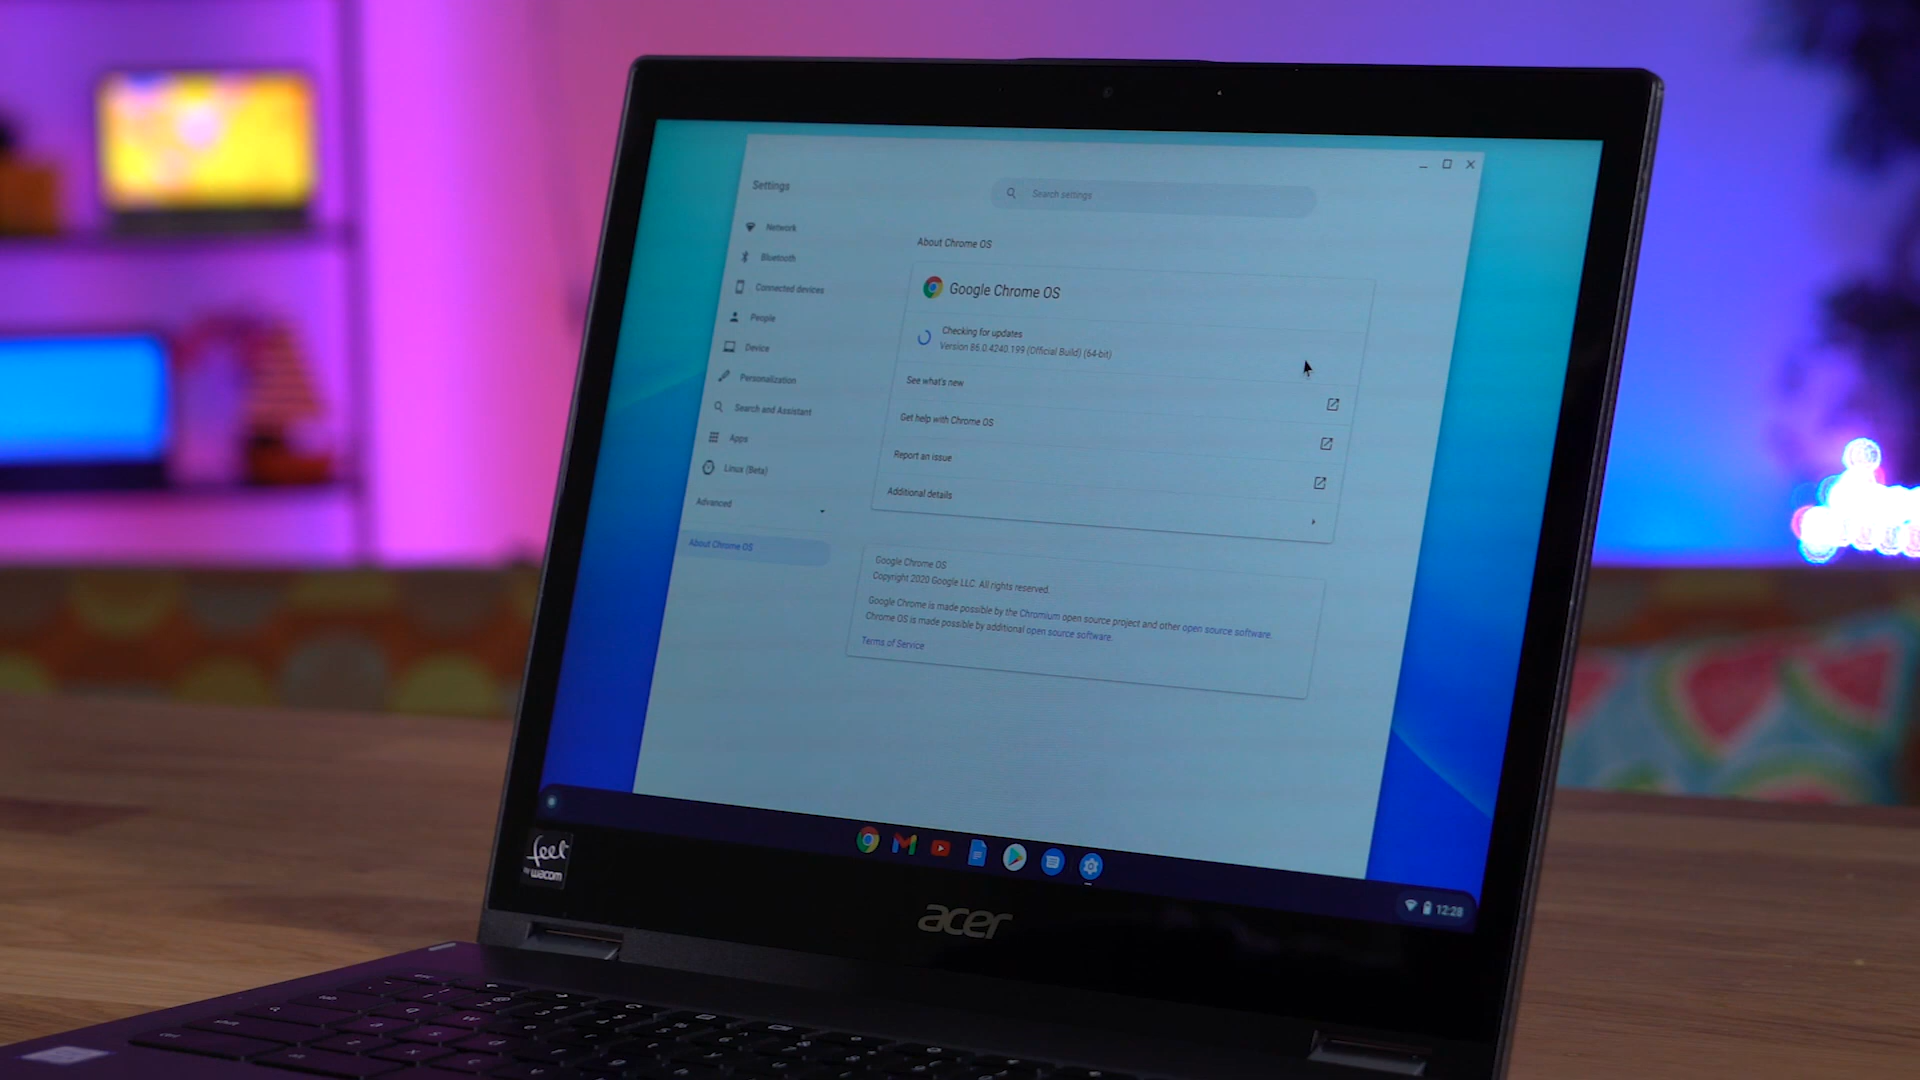 Settings
Search settings
Network
Bluetooth
Connected devices
People
Device
Personalization
Search and Assistant
Apps
Linux (Beta)
Advanced
About Chrome OS
About Chrome OS
Google Chrome OS
Checking for updates
Version 86.0.4240.199 (Official Build) (64-bit)
See what's new
Get help with Chrome OS
Report an issue
Additional details
Google Chrome OS
Copyright 2020 Google LLC. All rights reserved.
Google Chrome is made possible by the Chromium open source project and other open source software.
Chrome OS is made possible by additional open source software.
Terms of Service
12:28
feel
by wacom
acer